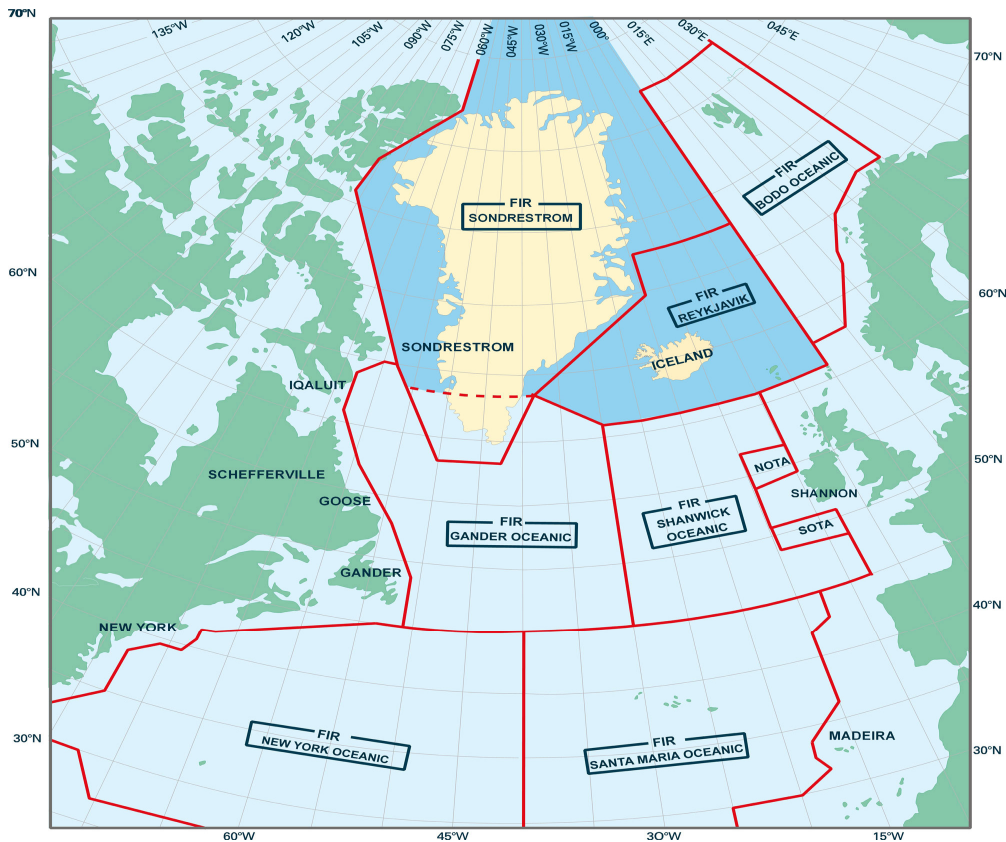 70°N
135°W
120°W
105°W
090°W
075°W
060°W
045°W
030°W
015°W
000°
015°E
030°E
045°E
70°N
FIR
BODO OCEANIC
FIR
SONDRESTROM
60°N
60°N
FIR
REYKJAVIK
SONDRESTROM
ICELAND
IQALUIT
50°N
50°N
NOTA
SCHEFFERVILLE
SHANNON
GOOSE
FIR
SHANWICK
OCEANIC
FIR
GANDER OCEANIC
SOTA
GANDER
40°N
40°N
NEW YORK
FIR
NEW YORK OCEANIC
FIR
SANTA MARIA OCEANIC
MADEIRA
30°N
30°N
60°W
45°W
30°W
15°W